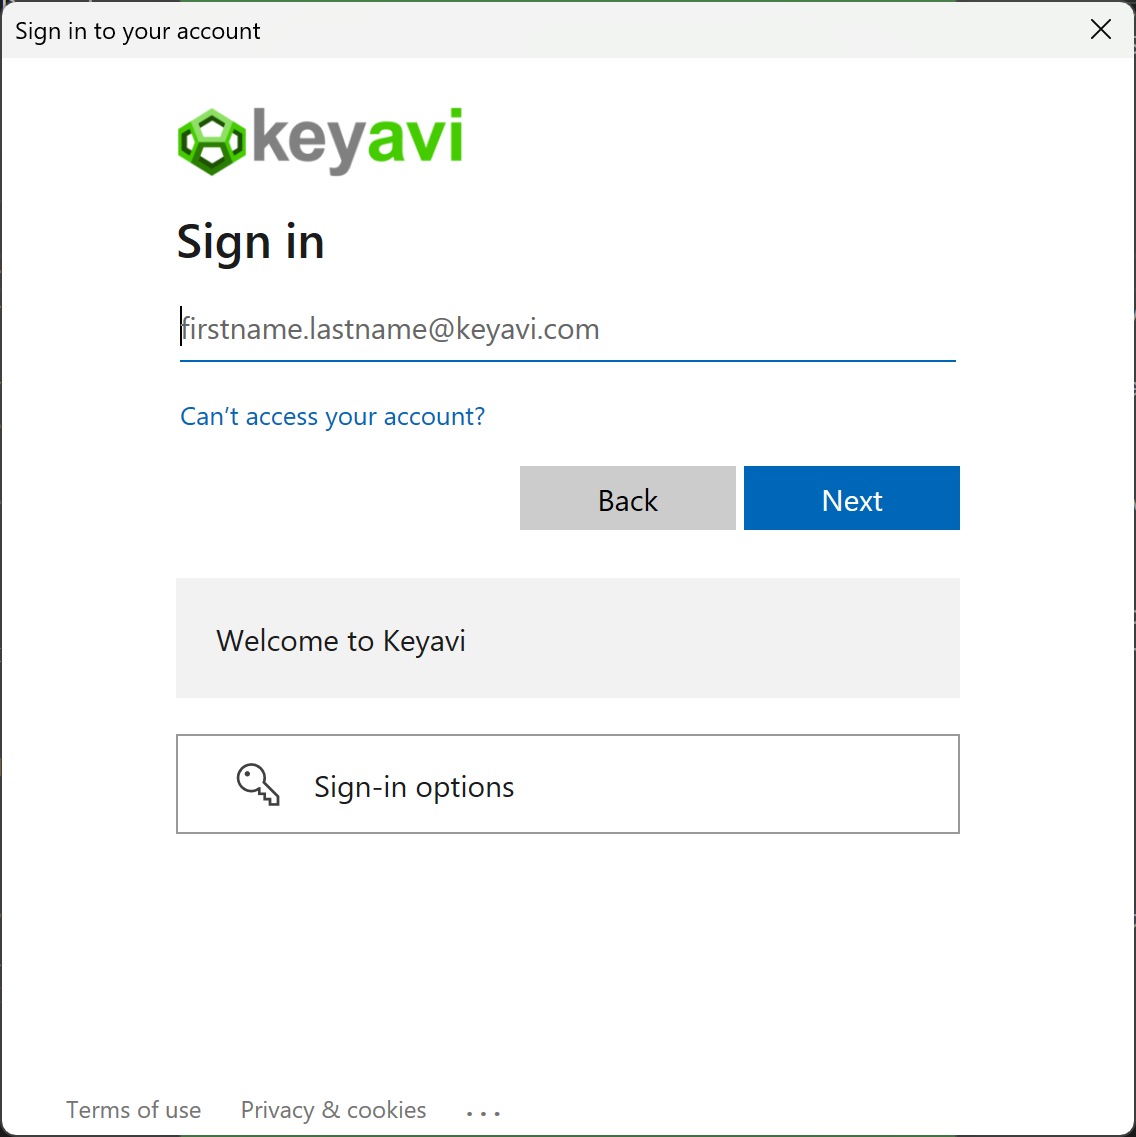 Sign in to your account
keyavi
Sign in
firstname.lastname@keyavi.com
Can't access your account?
Back
Next
Welcome to Keyavi
Sign-in options
Terms of use
Privacy & cookies
...